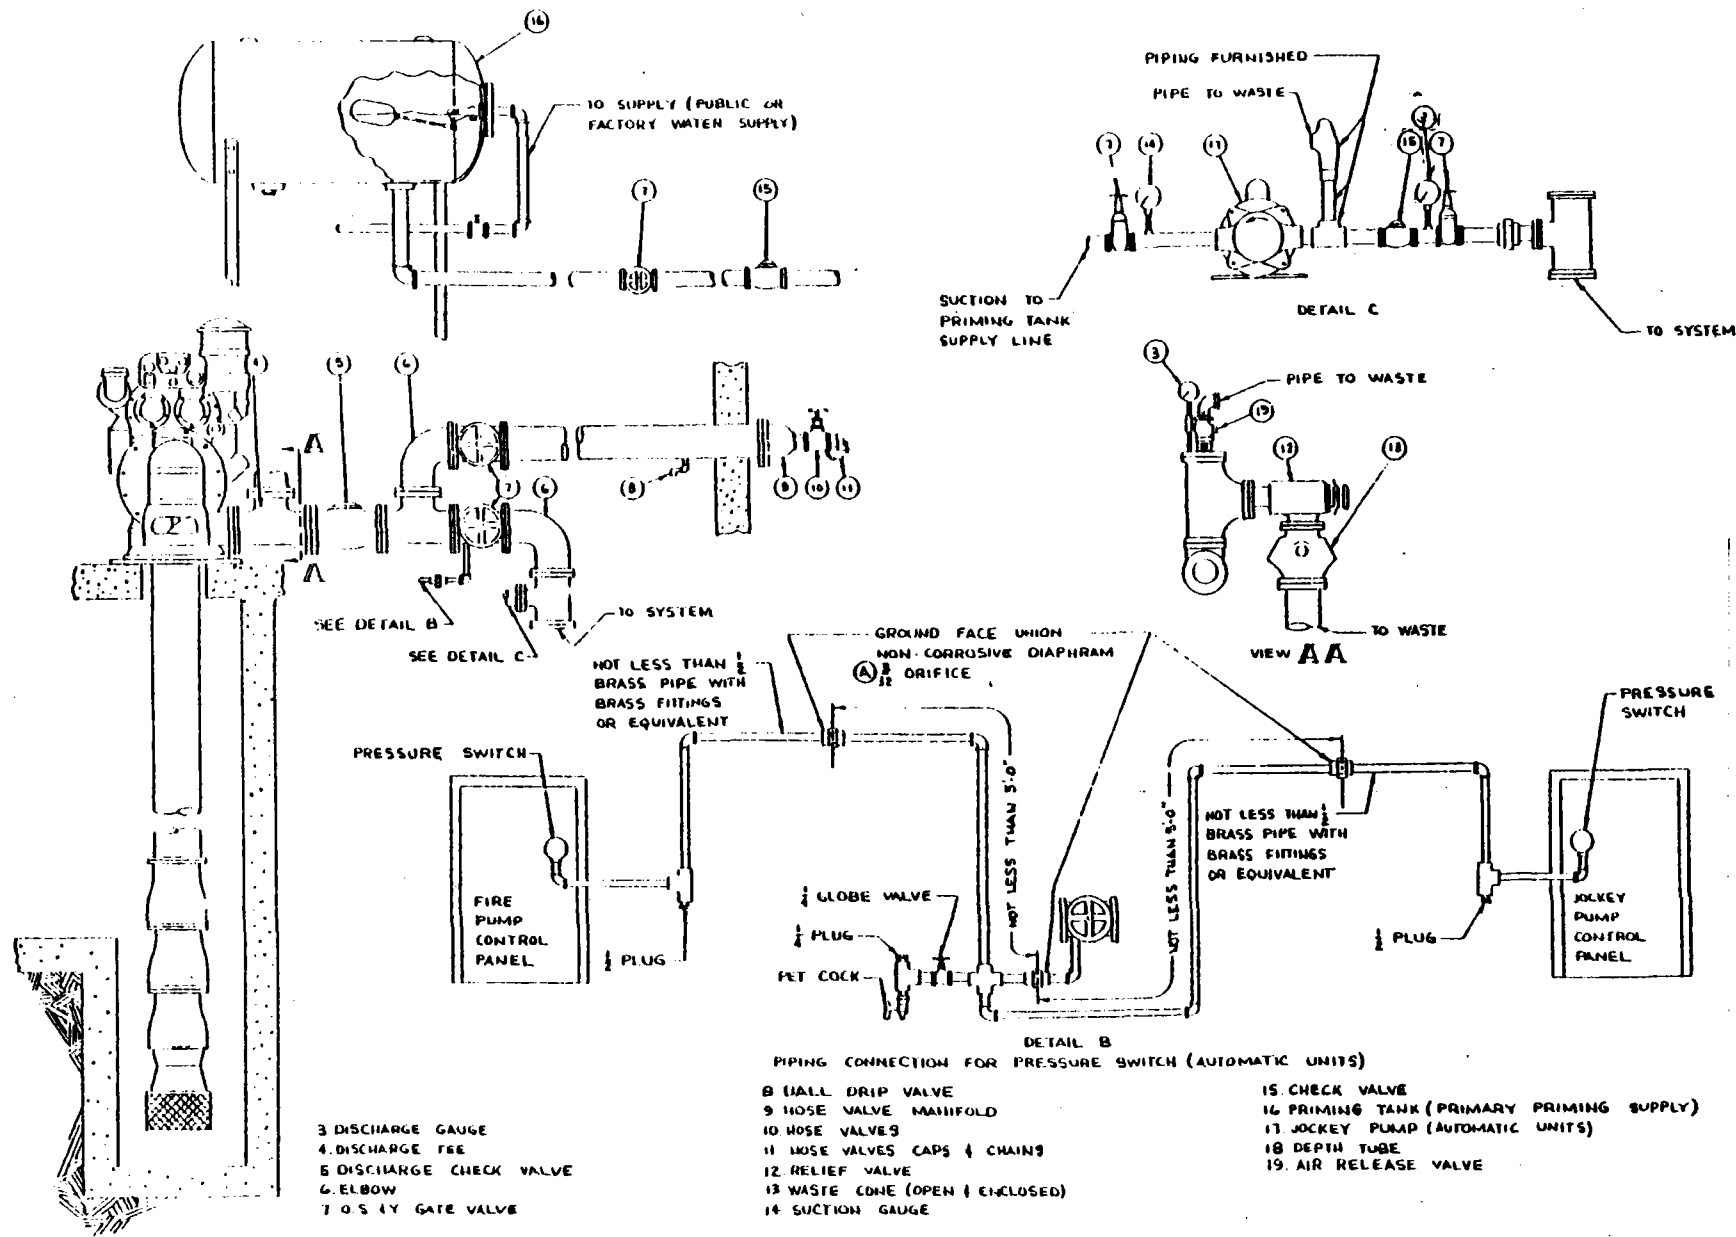 16
TO SUPPLY (PUBLIC OR
FACTORY WATER SUPPLY)
7
15
PIPING FURNISHED
PIPE TO WASTE
7
14
17
15
7
SUCTION TO
PRIMING TANK
SUPPLY LINE
DETAIL C
TO SYSTEM
4
5
6
A
A
8
7
6
9
10
11
SEE DETAIL B
SEE DETAIL C
TO SYSTEM
3
PIPE TO WASTE
19
12
13
TO WASTE
VIEW A A
GROUND FACE UNION
NON-CORROSIVE DIAPHRAM
A 3/32 ORIFICE
NOT LESS THAN 1/2
BRASS PIPE WITH
BRASS FITTINGS
OR EQUIVALENT
PRESSURE SWITCH
FIRE
PUMP
CONTROL
PANEL
1/2 PLUG
NOT LESS THAN 5'-0"
1/4 GLOBE VALVE
1/4 PLUG
PET COCK
NOT LESS THAN 5'-0"
NOT LESS THAN 1/2
BRASS PIPE WITH
BRASS FITTINGS
OR EQUIVALENT
PRESSURE
SWITCH
1/2 PLUG
JOCKEY
PUMP
CONTROL
PANEL
DETAIL B
PIPING CONNECTION FOR PRESSURE SWITCH (AUTOMATIC UNITS)
3 DISCHARGE GAUGE
4. DISCHARGE TEE
5 DISCHARGE CHECK VALVE
6. ELBOW
7 O.S & Y GATE VALVE
8 BALL DRIP VALVE
9 HOSE VALVE MANIFOLD
10. HOSE VALVES
11 HOSE VALVES CAPS & CHAINS
12. RELIEF VALVE
13 WASTE CONE (OPEN & ENCLOSED)
14 SUCTION GAUGE
15. CHECK VALVE
16 PRIMING TANK (PRIMARY PRIMING SUPPLY)
17. JOCKEY PUMP (AUTOMATIC UNITS)
18 DEPTH TUBE
19. AIR RELEASE VALVE